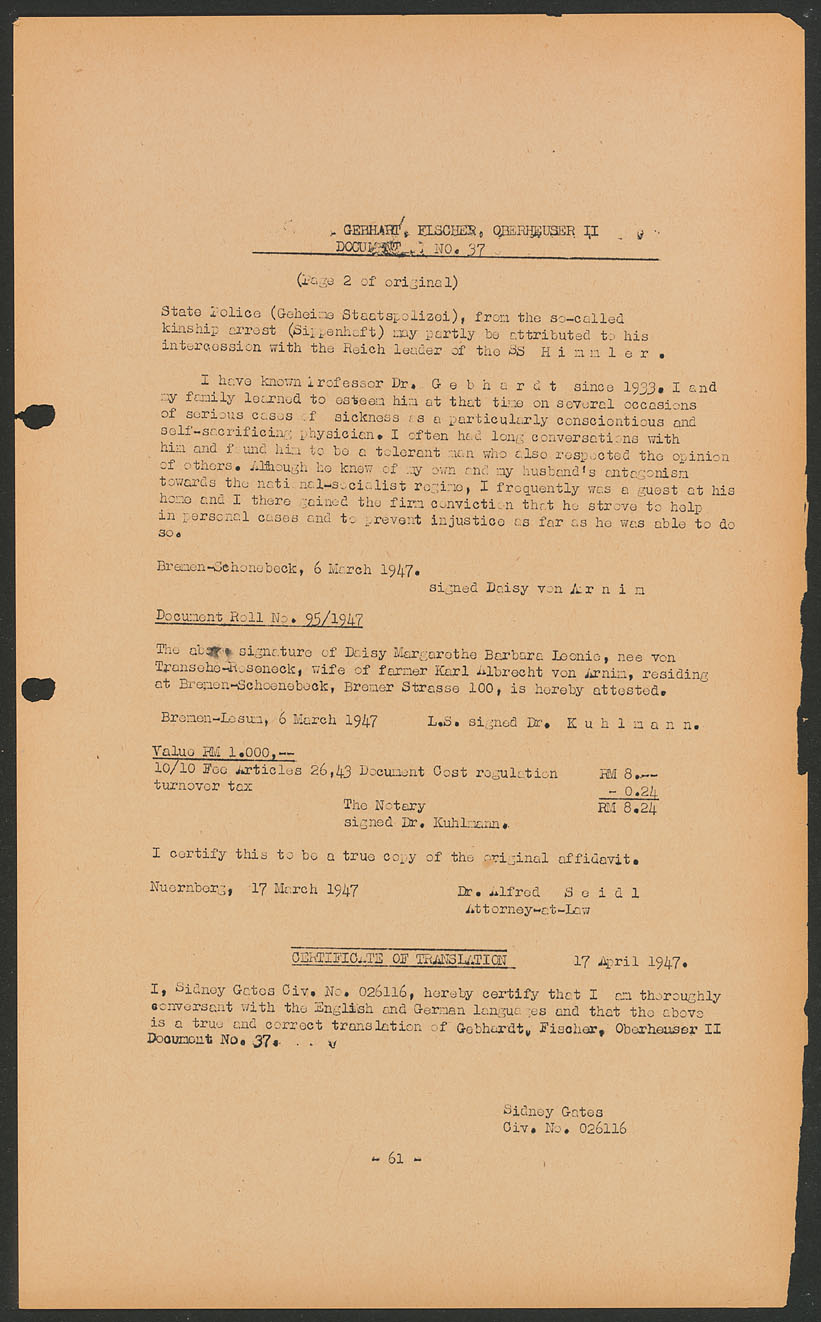 GEBHART, FISCHER, OBERHEUSER II
DOCUMENT NO. 37
(Page 2 of original)
State Police (Geheime Staatspolizei), from the so-called
kinship arrest (Sippenhaft) may partly be attributed to his
intercession with the Reich leader of the SS H i m m l e r .
I have known Professor Dr. G e b h a r d t since 1933. I and
my family learned to esteem him at that time on several occasions
of serious cases of sickness as a particularly conscientious and
self-sacrificing physician. I often had long conversations with
him and found him to be a tolerant man who also respected the opinion
of others. Although he knew of my own and my husband's antagonism
towards the national-socialist regime, I frequently was a guest at his
home and I there gained the firm conviction that he strove to help
in personal cases and to prevent injustice as far as he was able to do
so.
Bremen-Schonebeck, 6 March 1947.
signed Daisy von A r n i m
Document Roll No. 95/1947
The above signature of Daisy Margarethe Barbara Leonie, nee von
Transehe-Roseneck, wife of farmer Karl Albrecht von Arnim, residing
at Bremen-Schoenebeck, Bremer Strasse 100, is hereby attested.
Bremen-Lesum, 6 March 1947 L.S. signed Dr. K u h l m a n n.
Value RM 1.000,--
10/10 Fee Articles 26,43 Document Cost regulation RM 8.--
turnover tax - 0.24
The Notary RM 8.24
signed Dr. Kuhlmann.
I certify this to be a true copy of the original affidavit.
Nuernberg, 17 March 1947 Dr. Alfred S e i d l
Attorney-at-Law
CERTIFICATE OF TRANSLATION 17 April 1947.
I, Sidney Gates Civ. No. 026116, hereby certify that I am thoroughly
conversant with the English and German languages and that the above
is a true and correct translation of Gebhardt, Fischer, Oberheuser II
Document No. 37.
Sidney Gates
Civ. No. 026116
- 61 -